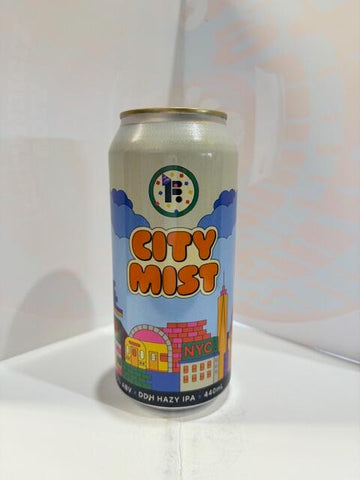 CITY
MIST
NYC
ABV · DDH HAZY IPA · 440mL